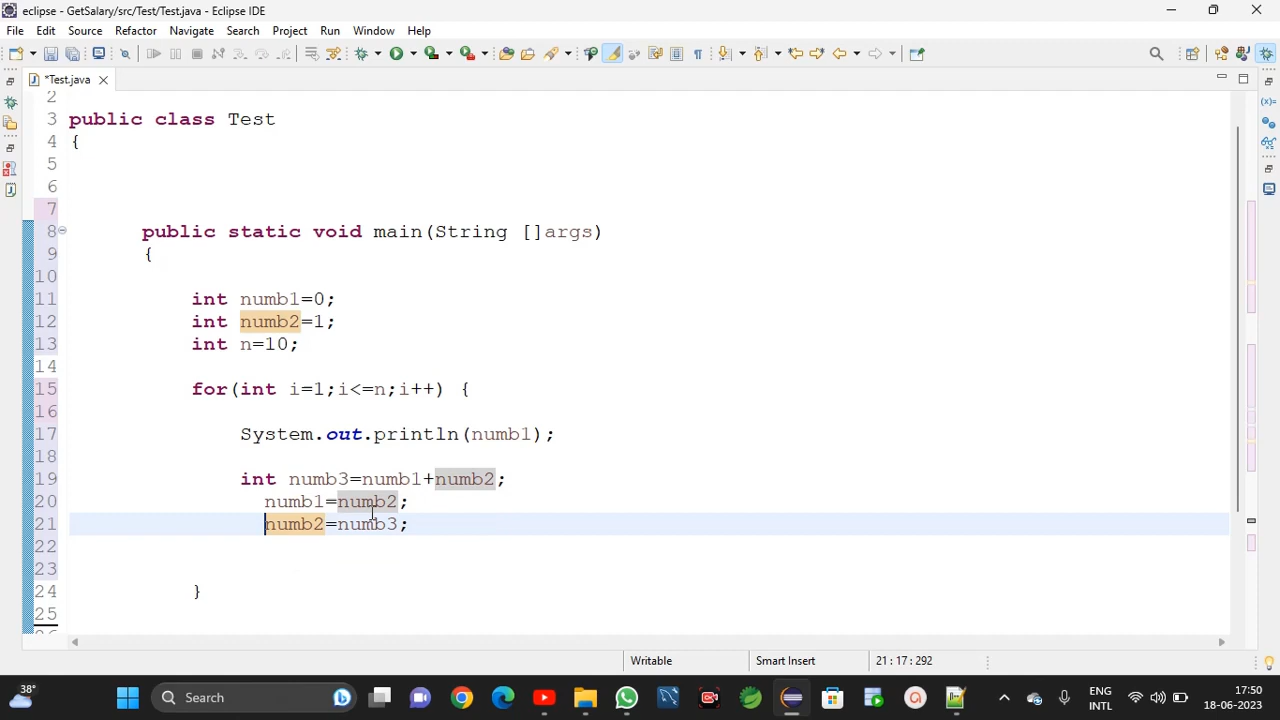 eclipse - GetSalary/src/Test/Test.java - Eclipse IDE
File Edit Source Refactor Navigate Search Project Run Window Help
*Test.java
2
3 public class Test
4 {
5
6
7
8 public static void main(String []args)
9 {
10
11 int numb1=0;
12 int numb2=1;
13 int n=10;
14
15 for(int i=1;i<=n;i++) {
16
17 System.out.println(numb1);
18
19 int numb3=numb1+numb2;
20 numb1=numb2;
21 numb2=numb3;
22
23
24 }
25
Writable Smart Insert 21 : 17 : 292
38°
Search
ENG
INTL
17:50
18-06-2023